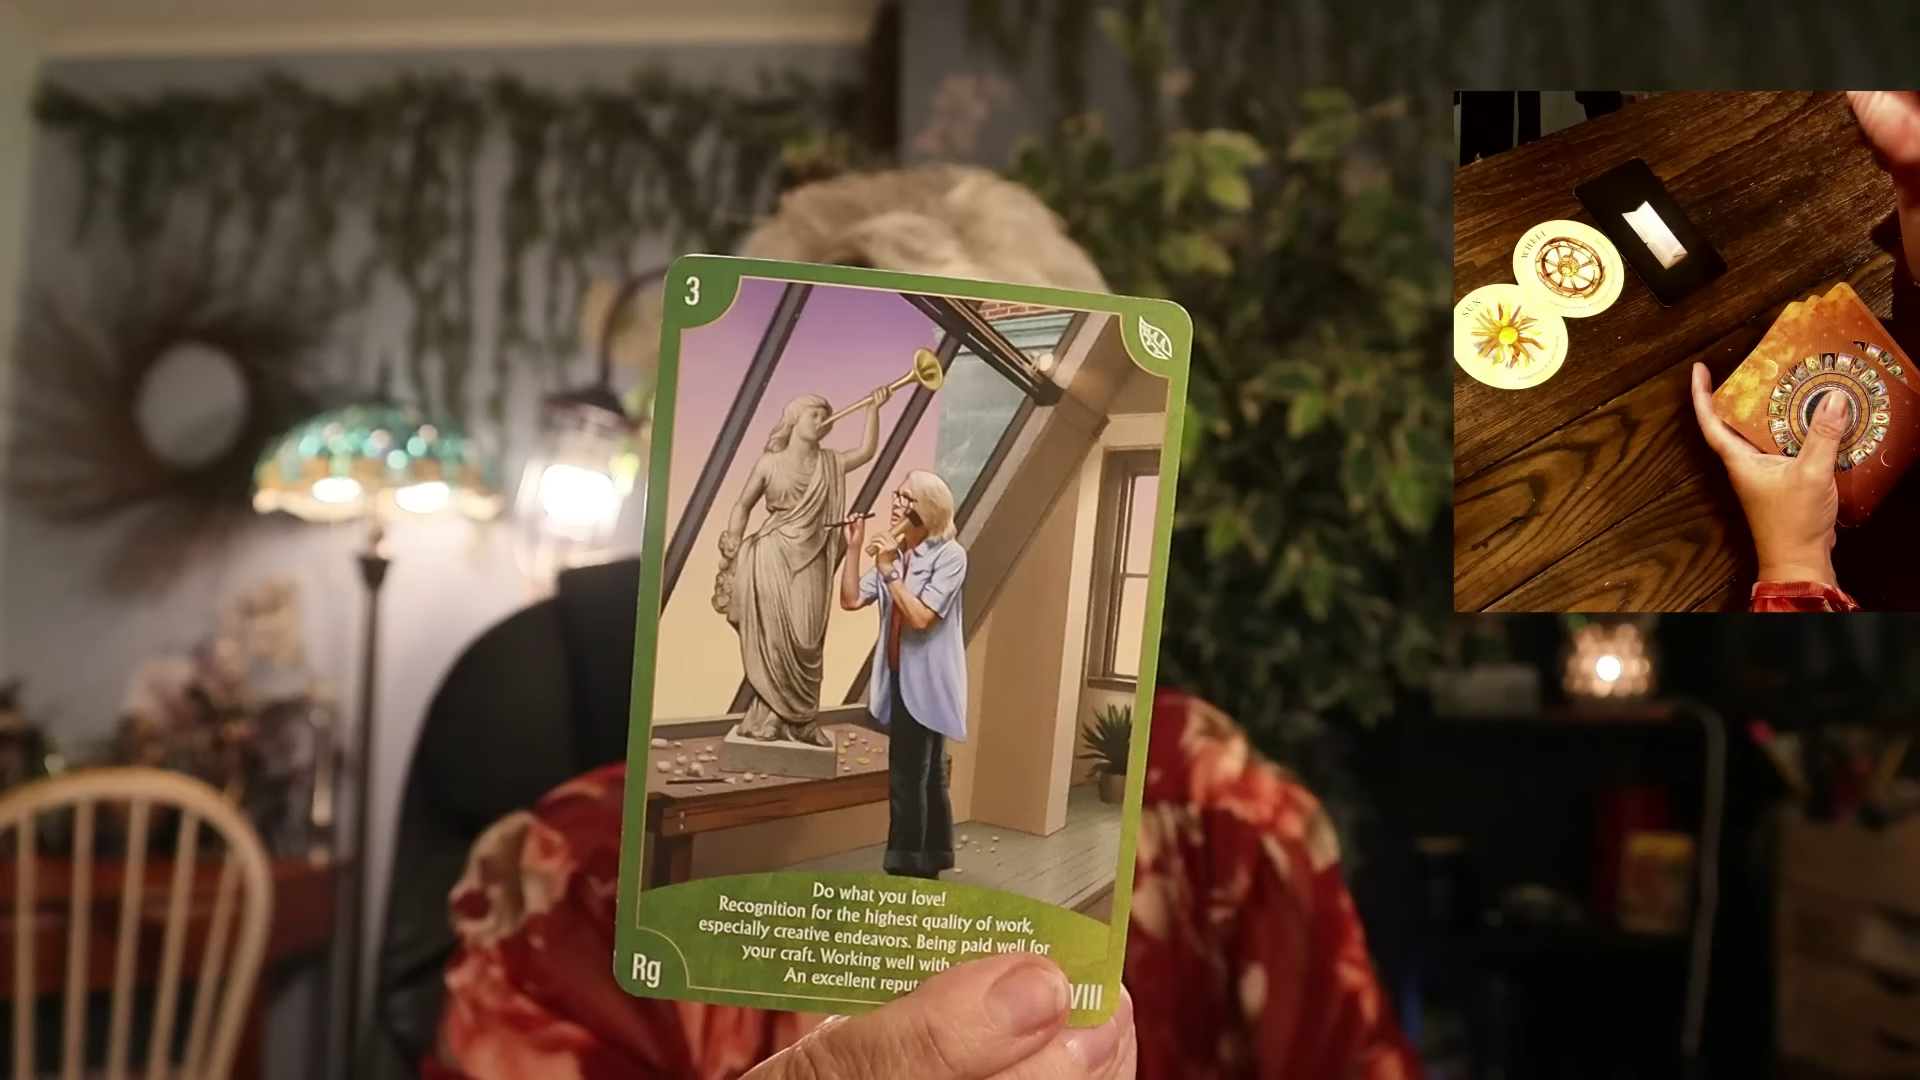 3
Do what you love!
Recognition for the highest quality of work,
especially creative endeavors. Being paid well for
your craft. Working well with
An excellent
Rg
VIII
WHEEL
SUN